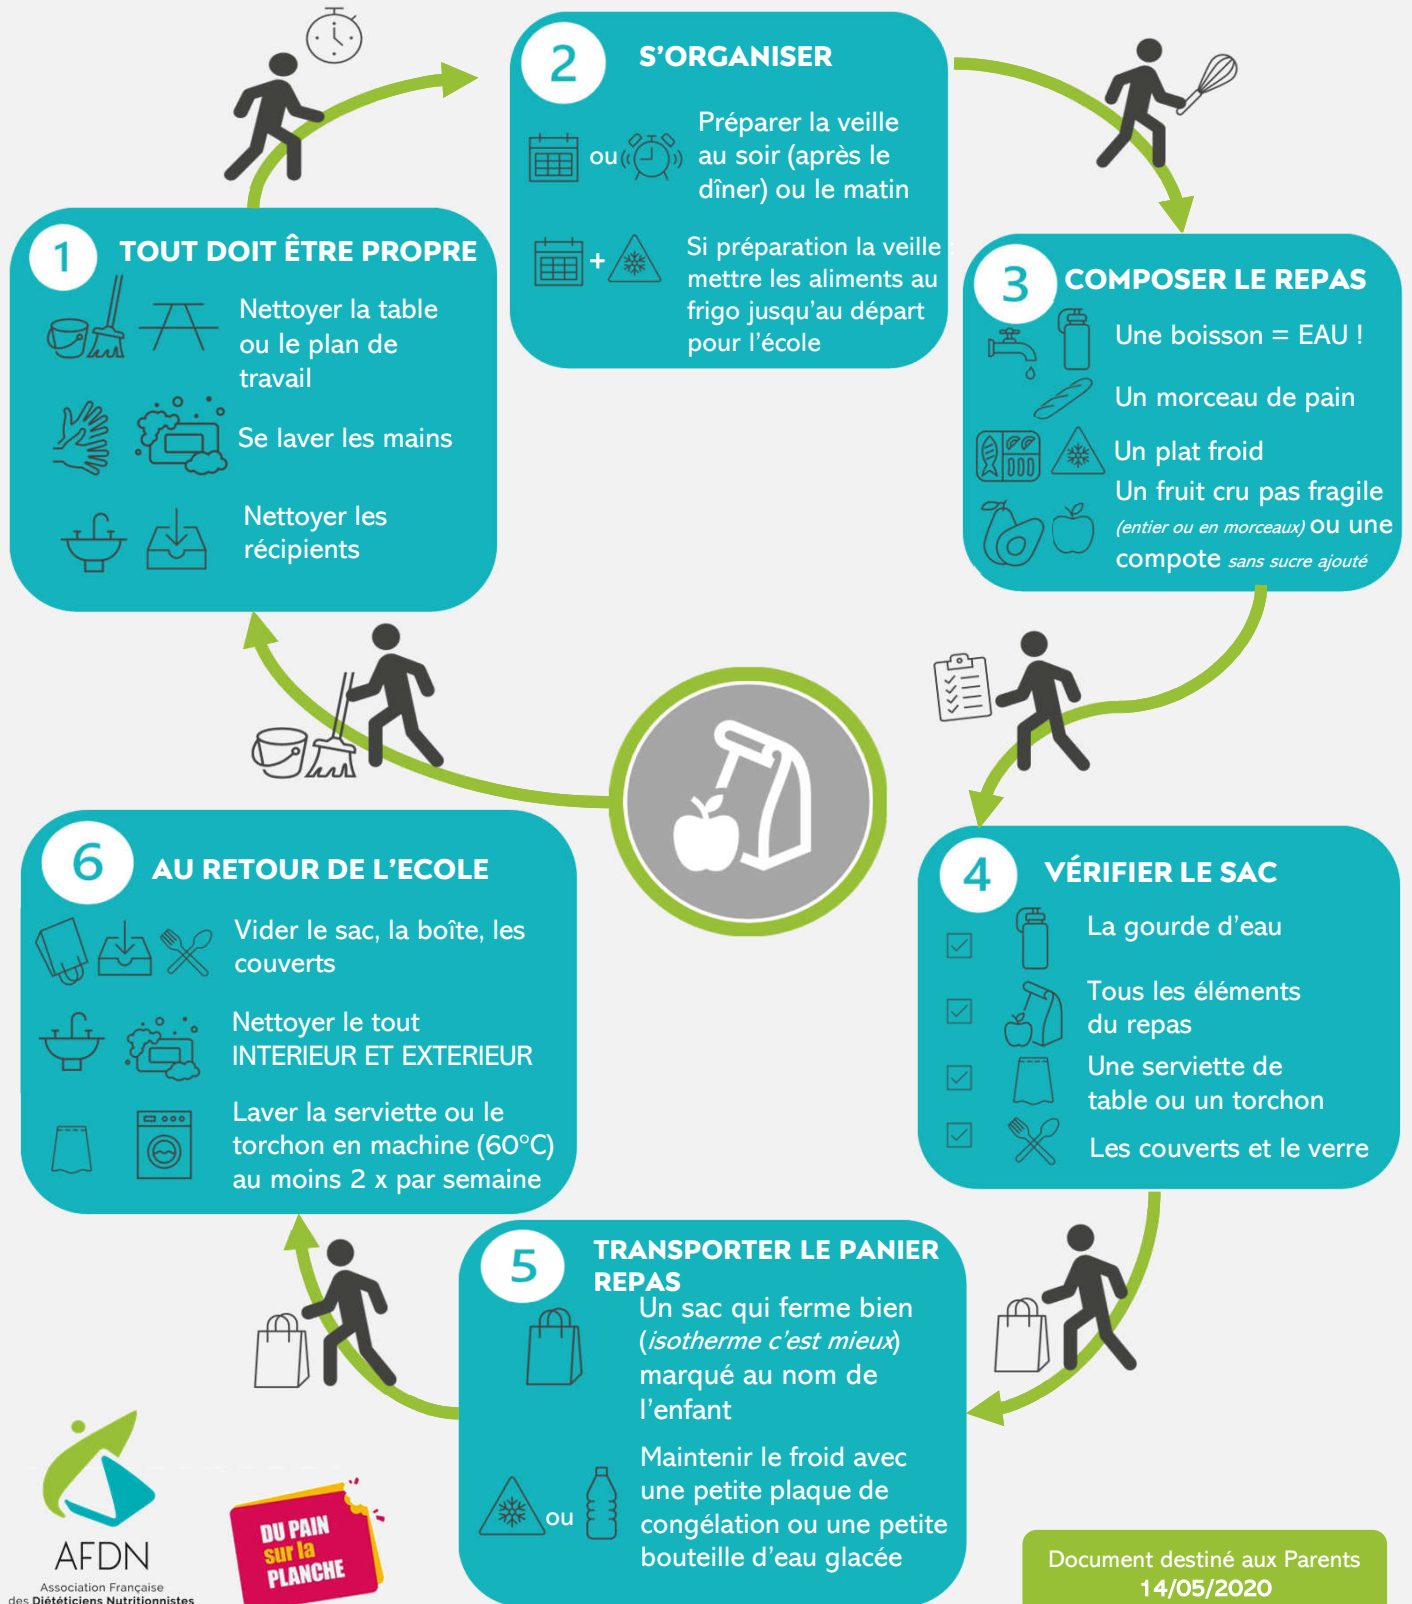 1
TOUT DOIT ÊTRE PROPRE
Nettoyer la table
ou le plan de
travail
Se laver les mains
Nettoyer les
récipients
2
S'ORGANISER
ou
Préparer la veille
au soir (après le
dîner) ou le matin
+
Si préparation la veille :
mettre les aliments au
frigo jusqu'au départ
pour l'école
3
COMPOSER LE REPAS
Une boisson = EAU !
Un morceau de pain
Un plat froid
Un fruit cru pas fragile
(entier ou en morceaux) ou une
compote sans sucre ajouté
4
VÉRIFIER LE SAC
La gourde d'eau
Tous les éléments
du repas
Une serviette de
table ou un torchon
Les couverts et le verre
5
TRANSPORTER LE PANIER
REPAS
Un sac qui ferme bien
(isotherme c'est mieux)
marqué au nom de
l'enfant
ou
Maintenir le froid avec
une petite plaque de
congélation ou une petite
bouteille d'eau glacée
6
AU RETOUR DE L'ECOLE
Vider le sac, la boîte, les
couverts
Nettoyer le tout
INTERIEUR ET EXTERIEUR
Laver la serviette ou le
torchon en machine (60°C)
au moins 2 x par semaine
AFDN
Association Française
des Diététiciens Nutritionnistes
DU PAIN
sur la
PLANCHE
Document destiné aux Parents
14/05/2020